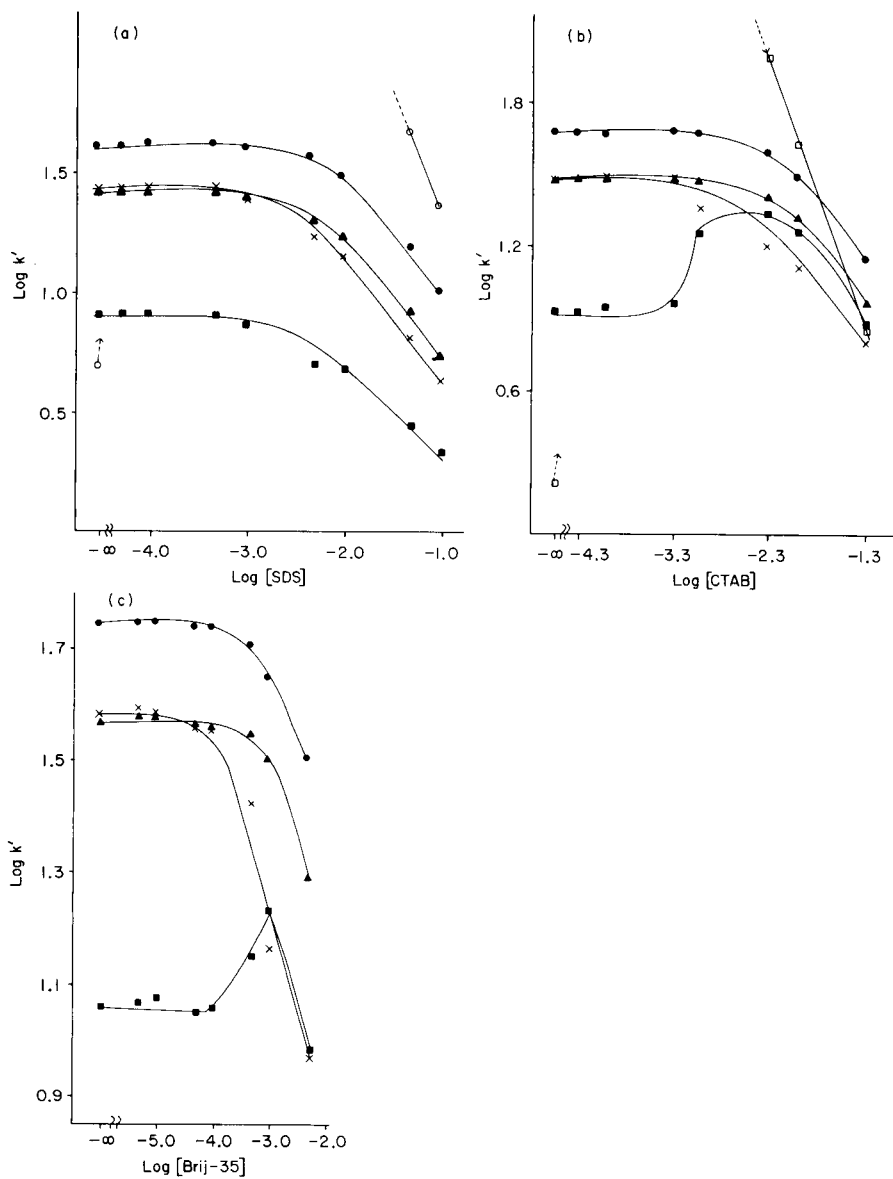 (a)
Log k'
1.5
1.0
0.5
−∞ −4.0 −3.0 −2.0 −1.0
Log [SDS]
(b)
Log k'
1.8
1.2
0.6
−∞ −4.3 −3.3 −2.3 −1.3
Log [CTAB]
(c)
Log k'
1.7
1.5
1.3
1.1
0.9
−∞ −5.0 −4.0 −3.0 −2.0
Log [Brij-35]